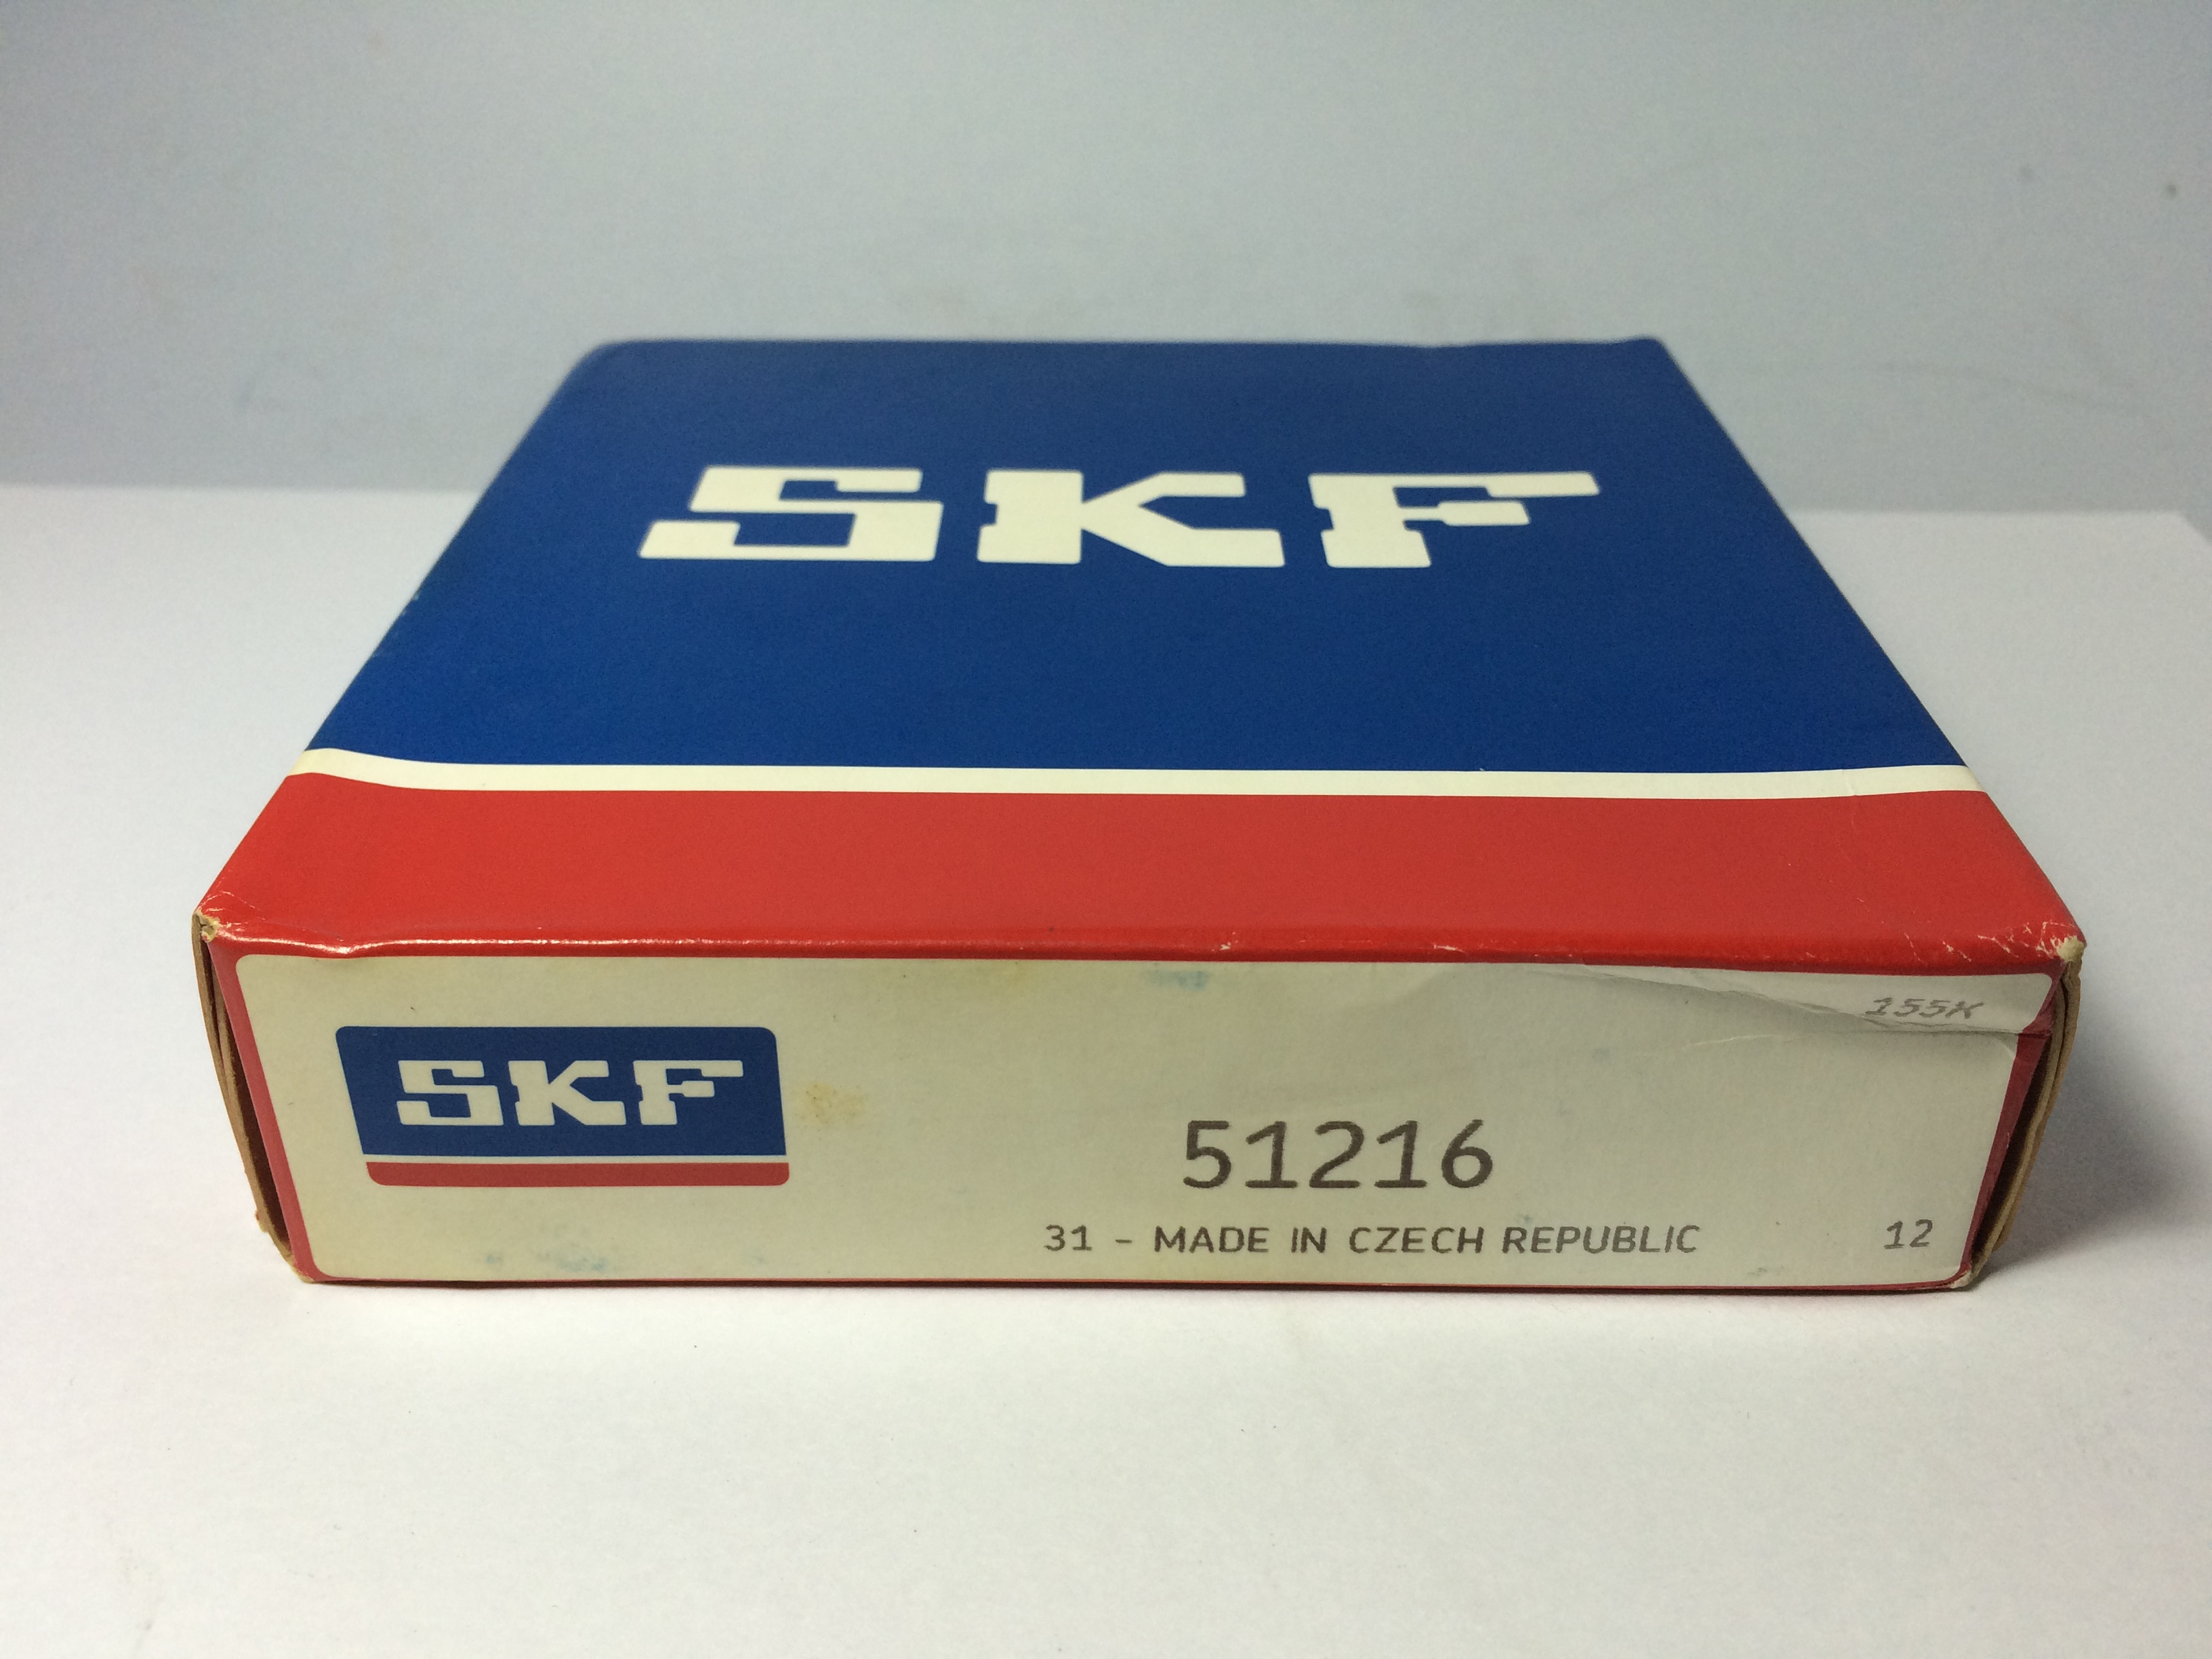 SKF
155K
SKF
51216
31 - MADE IN CZECH REPUBLIC
12